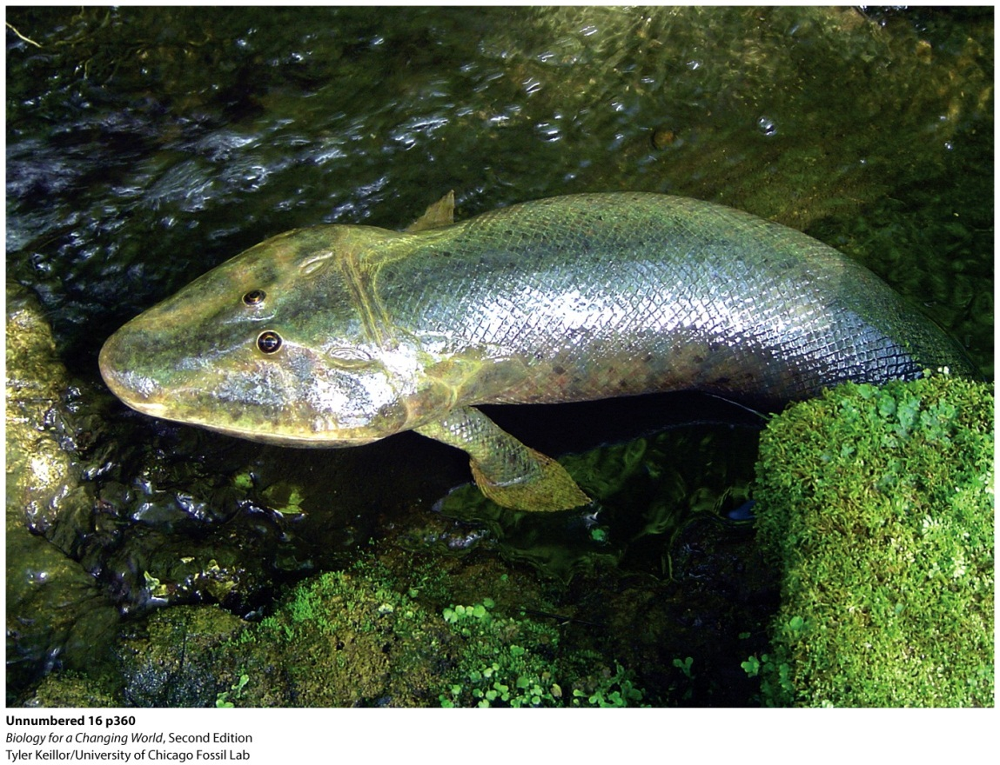 Unnumbered 16 p360
Biology for a Changing World, Second Edition
Tyler Keillor/University of Chicago Fossil Lab